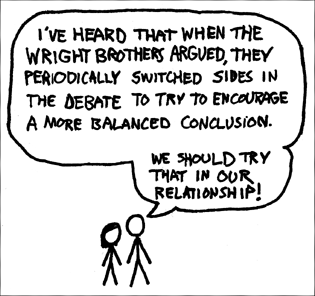 I'VE HEARD THAT WHEN THE
WRIGHT BROTHERS ARGUED, THEY
PERIODICALLY SWITCHED SIDES IN
THE DEBATE TO TRY TO ENCOURAGE
A MORE BALANCED CONCLUSION.
WE SHOULD TRY
THAT IN OUR
RELATIONSHIP!